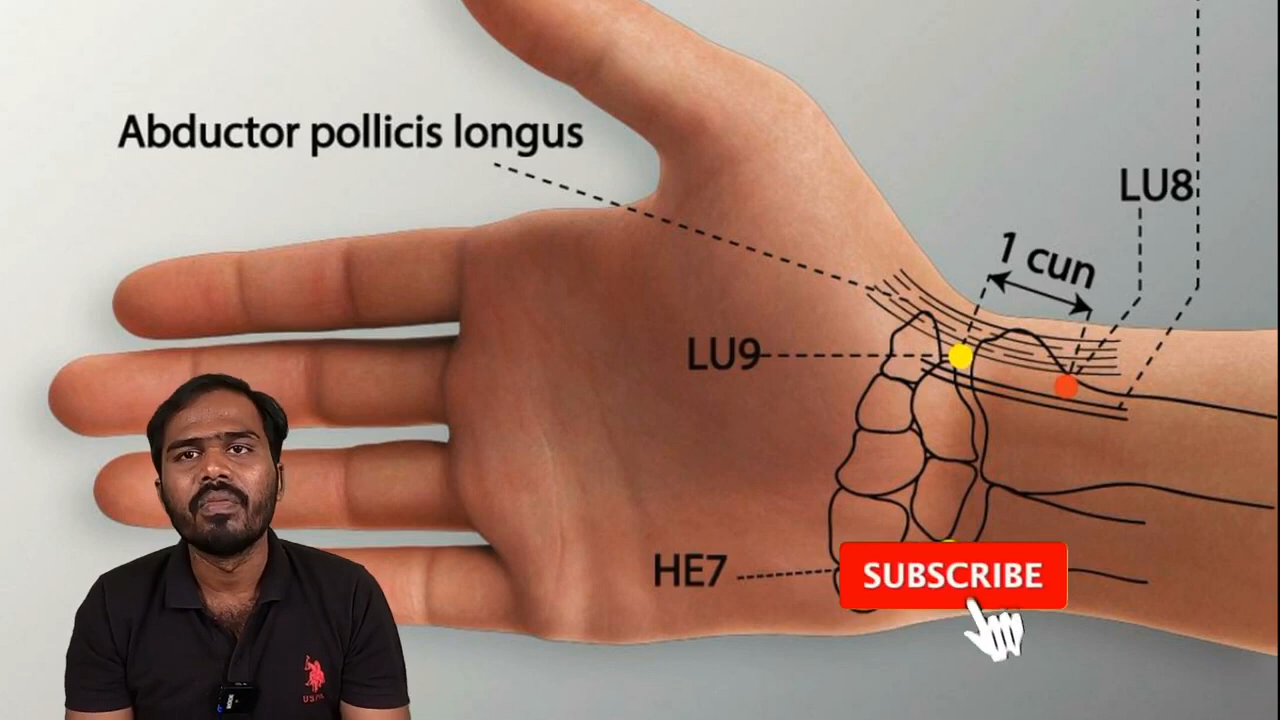 Abductor pollicis longus
LU8
1 cun
LU9
HE7
SUBSCRIBE
U.S. P.A.